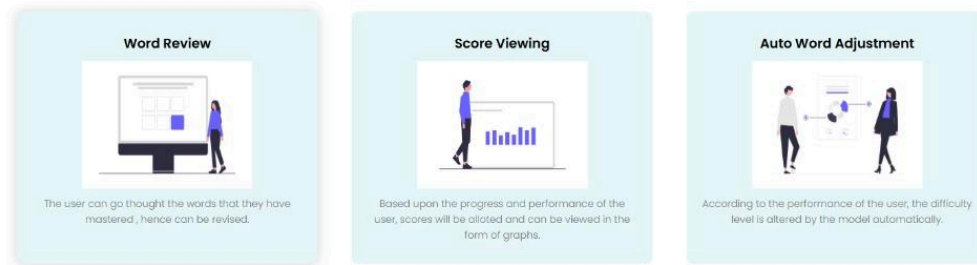 Word Review
The user can go thought the words that they have
mastered , hence can be revised.
Score Viewing
Based upon the progress and performance of the
user, scores will be alloted and can be viewed in the
form of graphs.
Auto Word Adjustment
According to the performance of the user, the difficulty
level is altered by the model automatically.